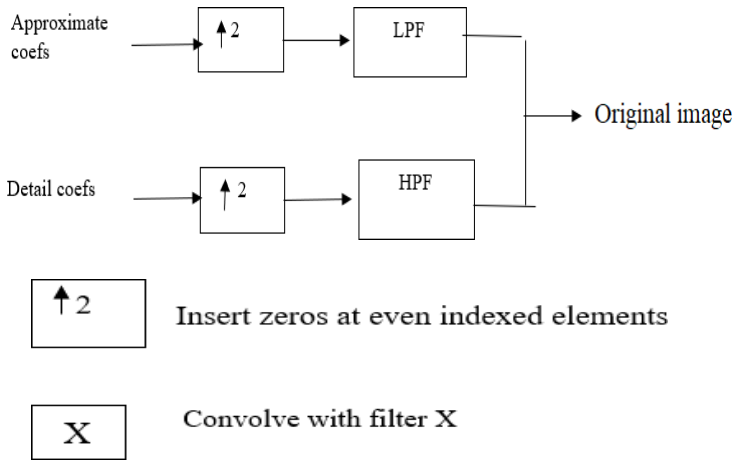 Approximate
coefs
↑2
LPF
Original image
Detail coefs
↑2
HPF
↑2
Insert zeros at even indexed elements
X
Convolve with filter X